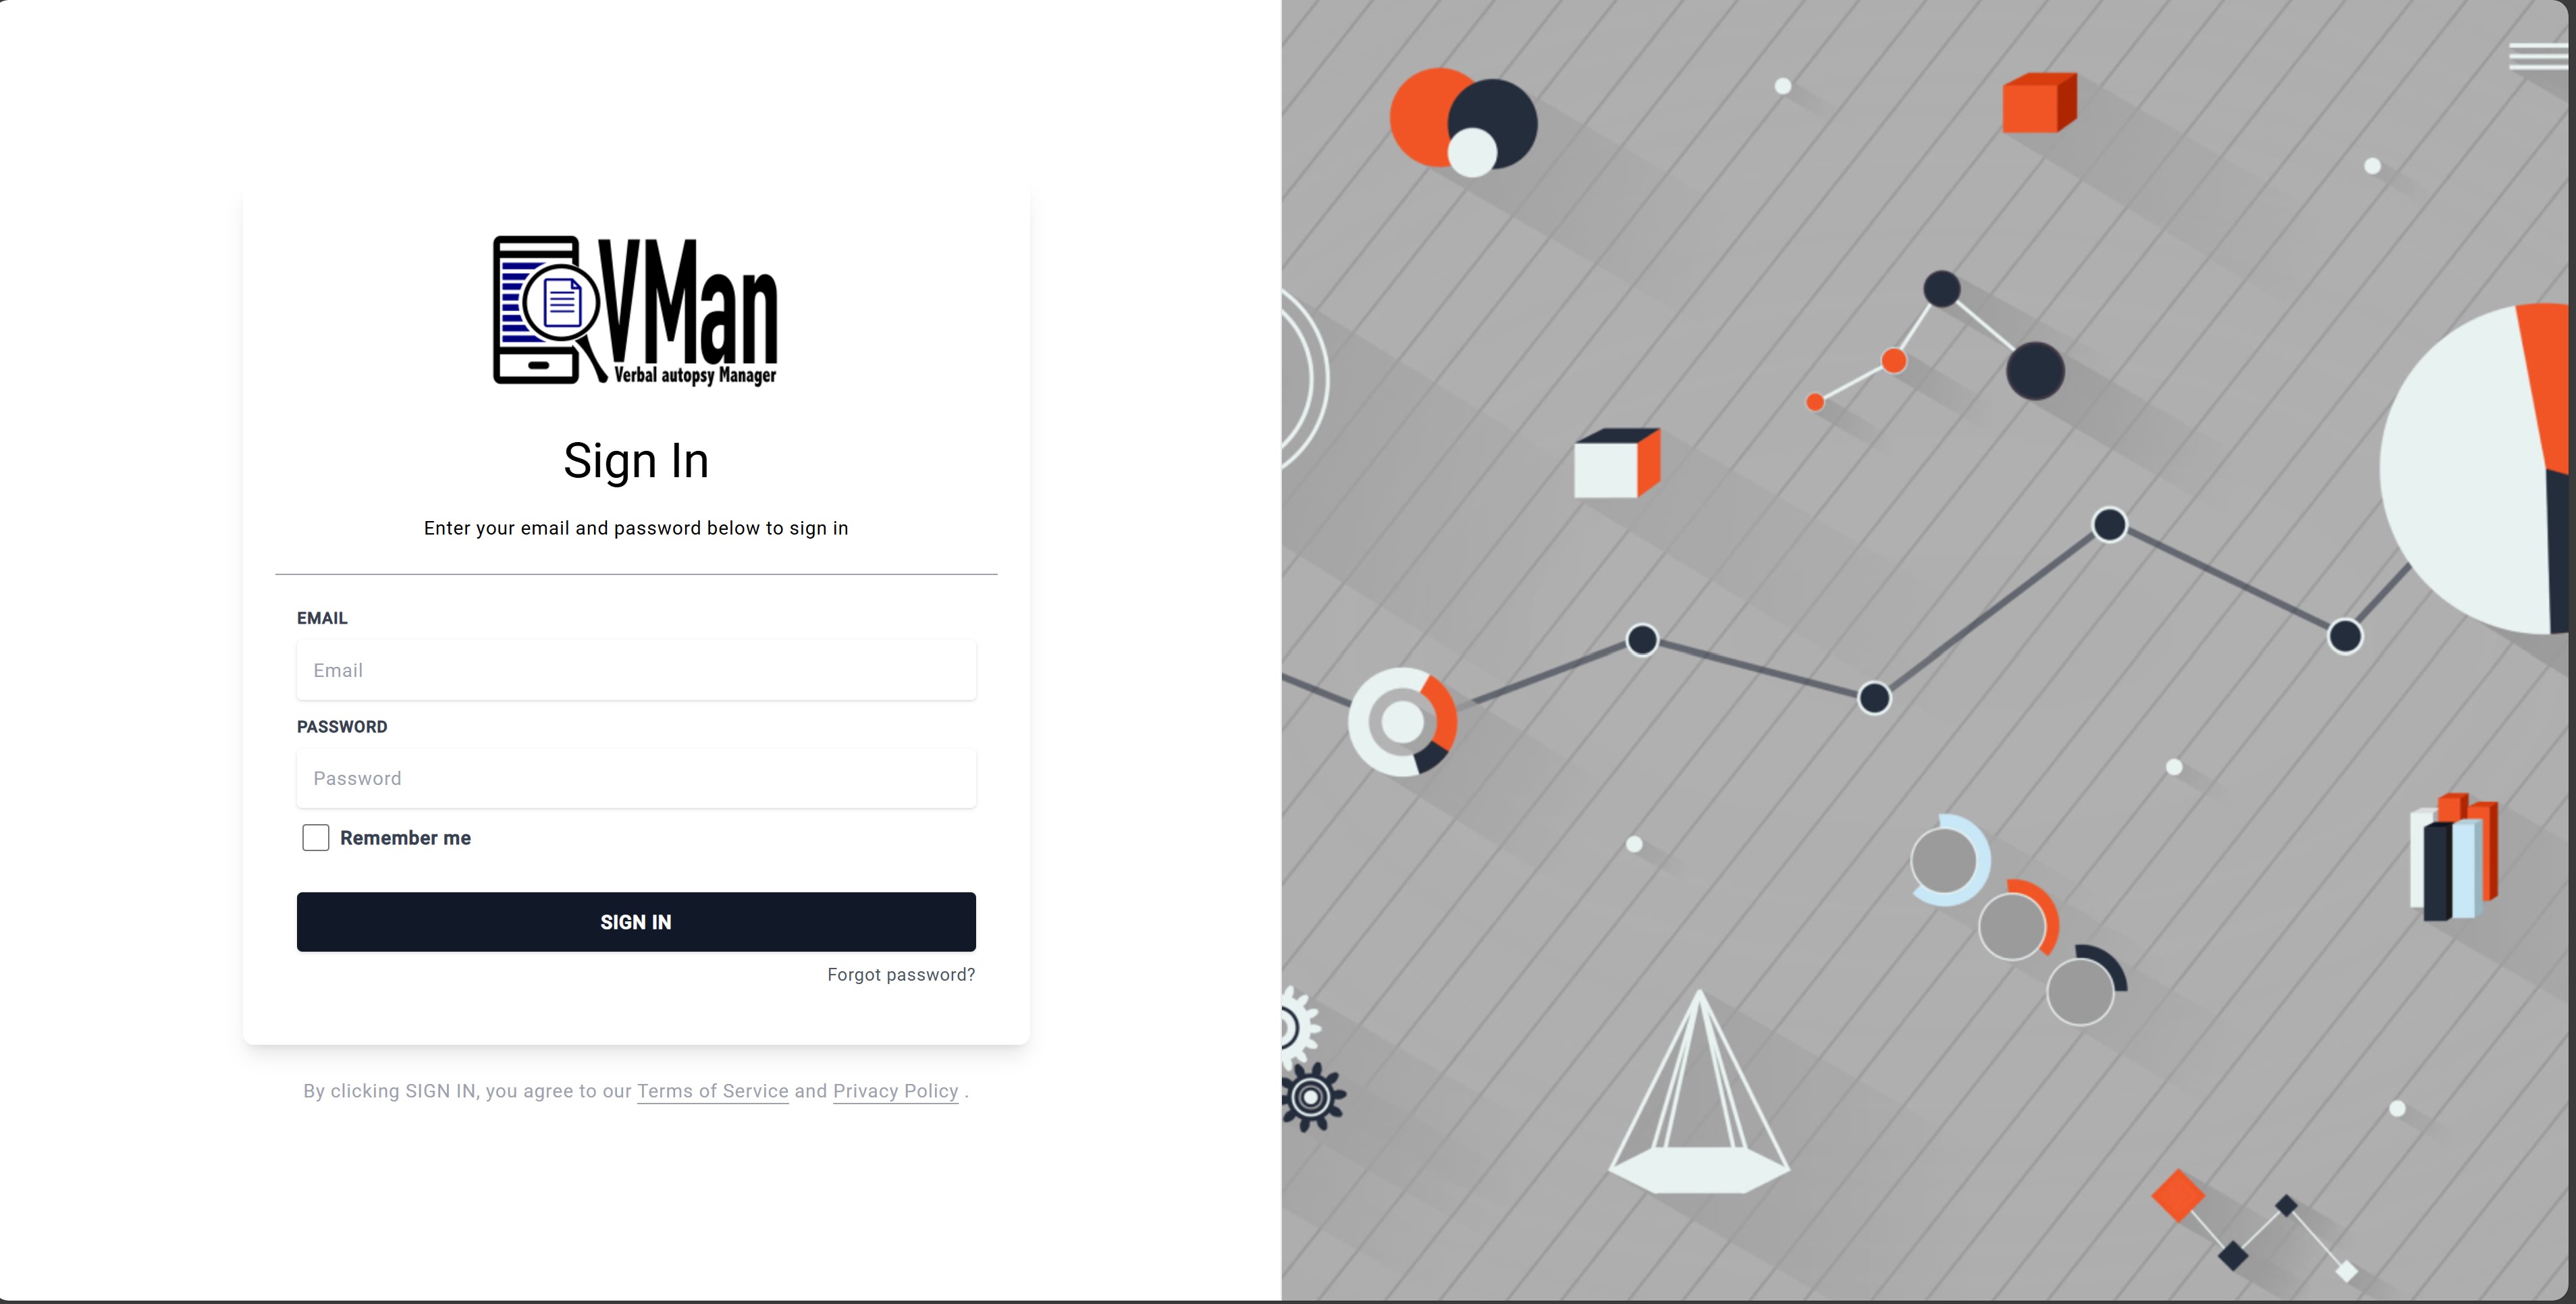 VMan
Verbal autopsy Manager
Sign In
Enter your email and password below to sign in
EMAIL
Email
PASSWORD
Password
Remember me
SIGN IN
Forgot password?
By clicking SIGN IN, you agree to our Terms of Service and Privacy Policy .